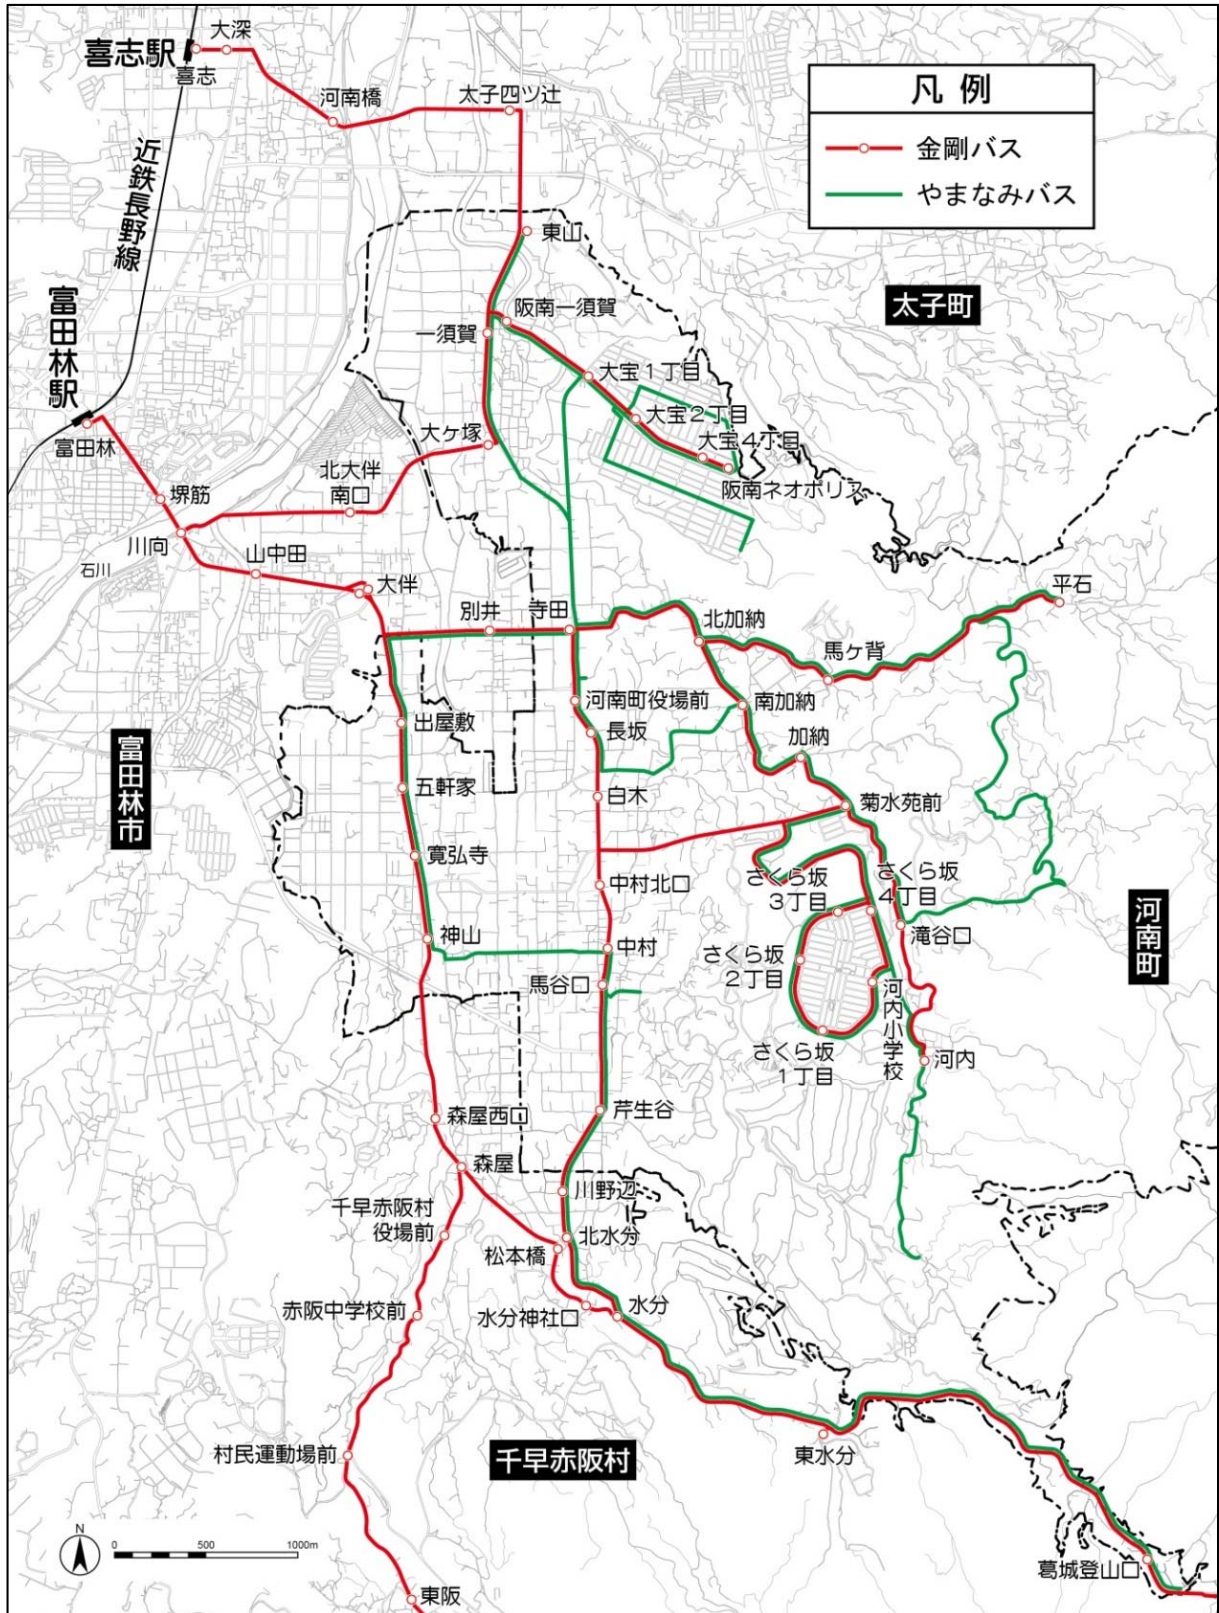 大深
喜志駅
喜志
河南橋
太子四ツ辻
凡 例
金剛バス
やまなみバス
近鉄長野線
東山
太子町
阪南一須賀
一須賀
富田林駅
大宝1丁目
大宝2丁目
大宝4丁目
阪南ネオポリス
富田林
大ヶ塚
北大伴
南口
堺筋
川向
石川
山中田
大伴
別井
寺田
北加納
平石
馬ヶ背
河南町役場前
南加納
長坂
加納
出屋敷
富田林市
五軒家
白木
菊水苑前
寛弘寺
中村北口
さくら坂
3丁目
さくら坂
4丁目
河南町
滝谷口
神山
中村
さくら坂
2丁目
馬谷口
河内小学校
さくら坂
1丁目
河内
森屋西口
芹生谷
森屋
川野辺
千早赤阪村
役場前
北水分
松本橋
赤阪中学校前
水分神社口
水分
村民運動場前
千早赤阪村
東水分
N
0 500 1000m
葛城登山口
東阪